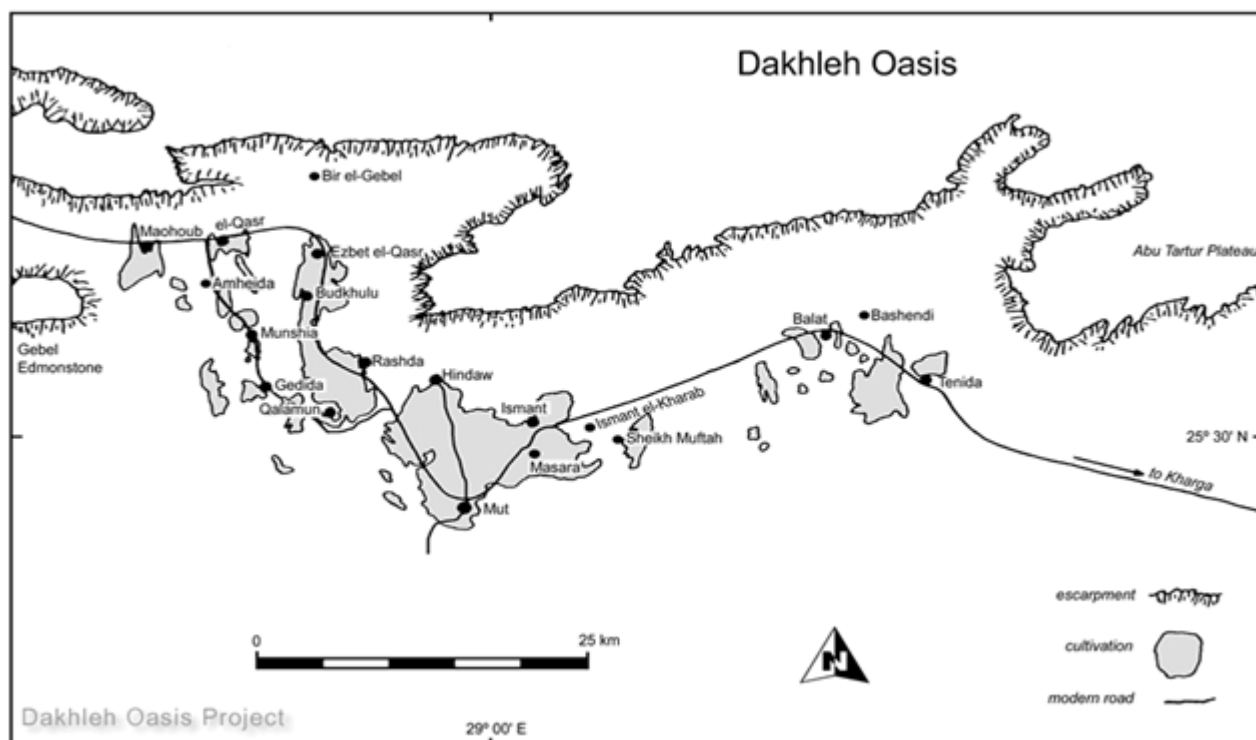 Dakhleh Oasis
Bir el-Gebel
Maohoub
el-Qasr
Ezbet el-Qasr
Abu Tartur Plateau
Amheida
Budkhulu
Bashendi
Balat
Munshia
Gebel
Edmonstone
Rashda
Hindaw
Tenida
Gedida
Qalamun
Ismant
Ismant el-Kharab
Sheikh Muftah
25º 30' N
Masara
to Kharga
Mut
escarpment
0
25 km
N
cultivation
modern road
Dakhleh Oasis Project
29º 00' E